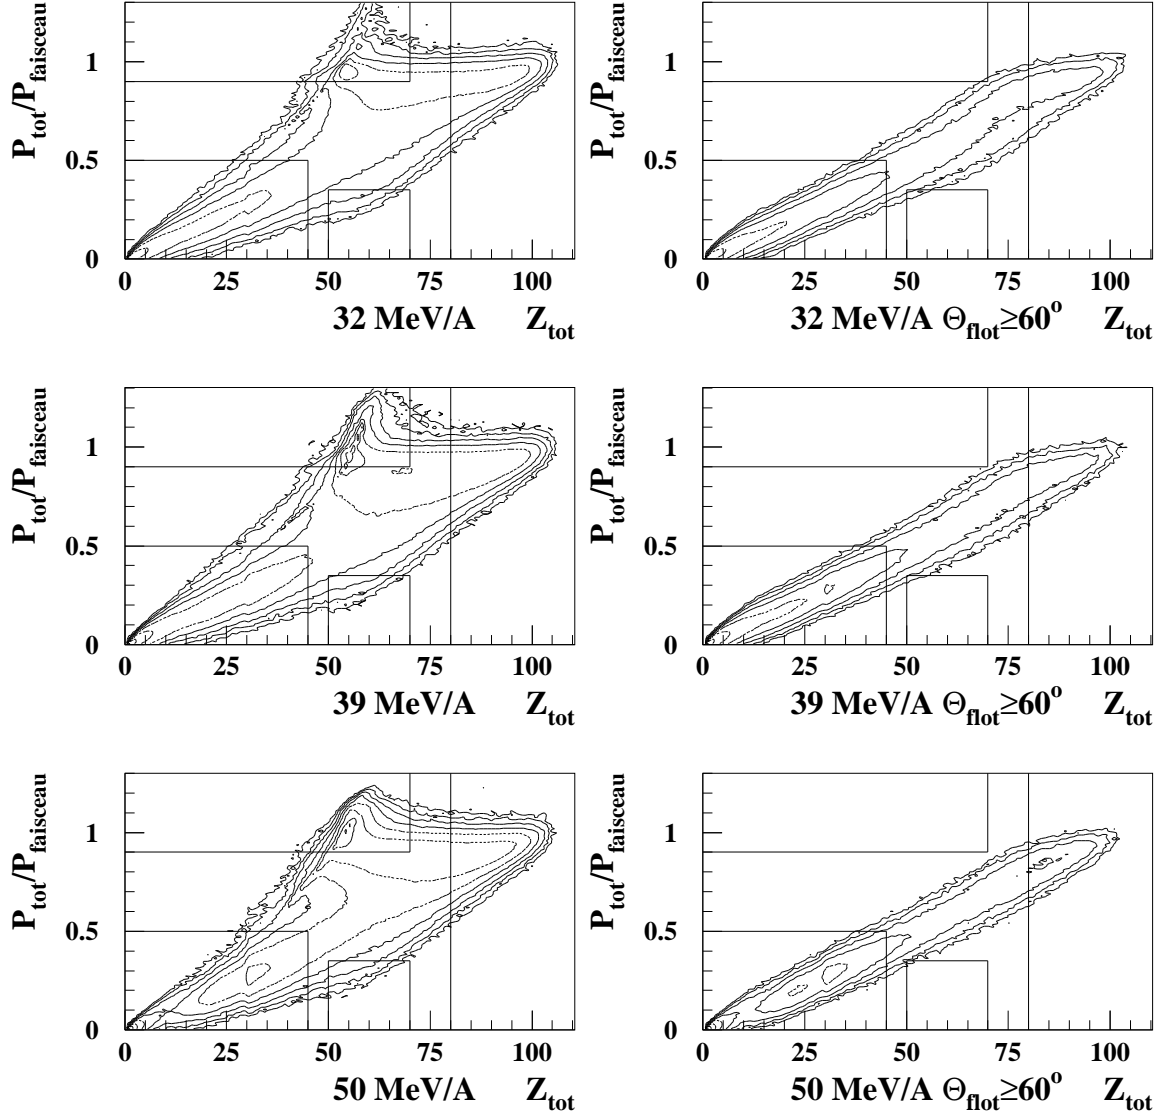 P_tot/P_faisceau
1
0.5
0
0 25 50 75 100
32 MeV/A Z_tot
P_tot/P_faisceau
1
0.5
0
0 25 50 75 100
32 MeV/A Θ_flot≥60° Z_tot
P_tot/P_faisceau
1
0.5
0
0 25 50 75 100
39 MeV/A Z_tot
P_tot/P_faisceau
1
0.5
0
0 25 50 75 100
39 MeV/A Θ_flot≥60° Z_tot
P_tot/P_faisceau
1
0.5
0
0 25 50 75 100
50 MeV/A Z_tot
P_tot/P_faisceau
1
0.5
0
0 25 50 75 100
50 MeV/A Θ_flot≥60° Z_tot